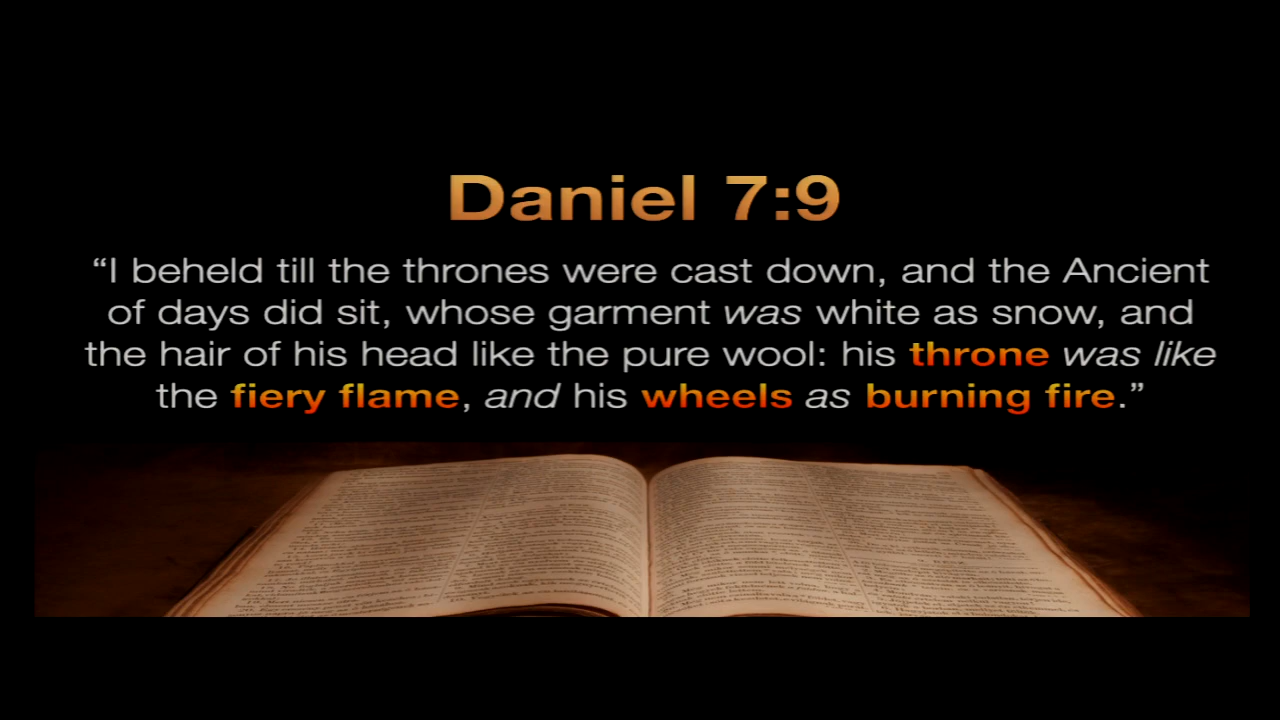 Daniel 7:9
“I beheld till the thrones were cast down, and the Ancient
of days did sit, whose garment was white as snow, and
the hair of his head like the pure wool: his throne was like
the fiery flame, and his wheels as burning fire.”